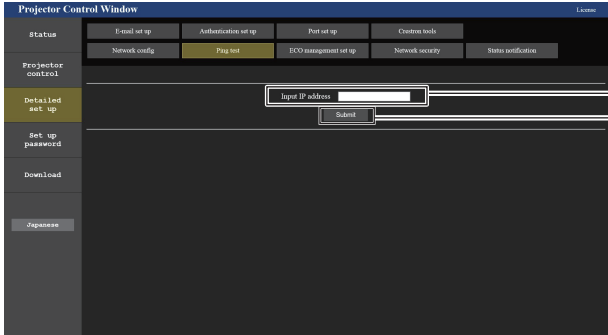 Projector Control Window
License
Status
E-mail set up
Authentication set up
Port set up
Crestron tools
Network config
Ping test
ECO management set up
Network security
Status notification
Projector
control
Input IP address
Detailed
set up
Submit
Set up
password
Download
Japanese